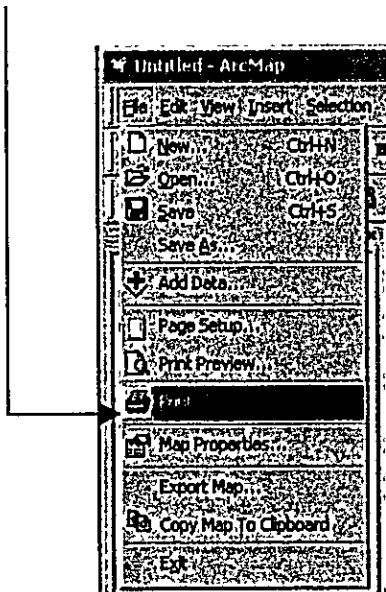 Untitled - ArcMap
File Edit View Insert Selection
New... Ctrl+N
Open... Ctrl+O
Save Ctrl+S
Save As...
Add Data...
Page Setup...
Print Preview...
Print...
Map Properties...
Export Map...
Copy Map To Clipboard
Exit